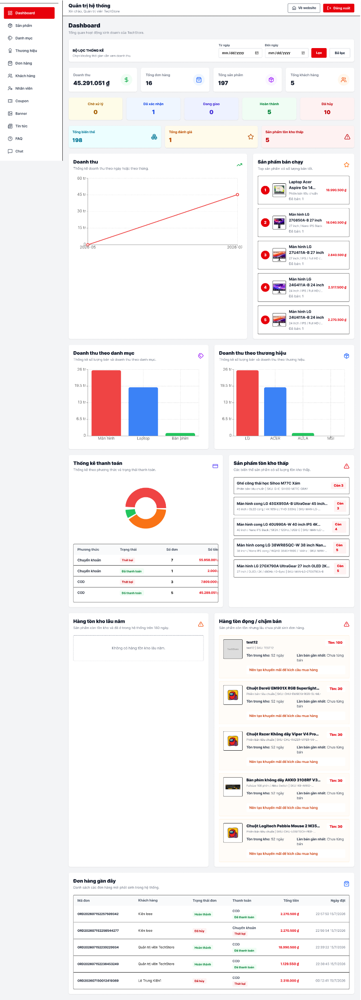 Dashboard
Sản phẩm
Danh mục
Thương hiệu
Đơn hàng
Khách hàng
Nhân viên
Coupon
Banner
Tin tức
FAQ
Chat
Quản trị hệ thống
Xin chào, Quản trị viên TechStore
Về website
Đăng xuất
Dashboard
Tổng quan hoạt động kinh doanh của TechStore.
BỘ LỌC THỐNG KÊ
Chọn khoảng thời gian cần xem doanh thu.
Từ ngày
mm/dd/yyyy
Đến ngày
mm/dd/yyyy
Lọc
Bỏ lọc
Doanh thu
45.291.051 ₫
Tổng đơn hàng
16
Tổng sản phẩm
197
Tổng khách hàng
5
Chờ xử lý
0
Đã xác nhận
1
Đang giao
0
Hoàn thành
5
Đã hủy
10
Tổng biến thể
198
Tổng đánh giá
1
Sản phẩm tồn kho thấp
5
Doanh thu
Thống kê doanh thu theo ngày hoặc theo tháng.
60 tr
45 tr
30 tr
15 tr
0
2026-05
2026-07
Sản phẩm bán chạy
Top sản phẩm có số lượng bán tốt.
1
Laptop Acer
Aspire Go 14...
Phiên bản tiêu chuẩn
Đã bán: 1
18.990.500 ₫
2
Màn hình LG
27G850A-B 27 inch
27 inch / Nano IPS Black
Đã bán: 1
18.040.500 ₫
3
Màn hình LG
27U411A-B 27 inch
27 inch / IPS / Full HD /...
Đã bán: 1
2.840.500 ₫
4
Màn hình LG
24G411A-B 24 inch
24 inch / IPS / Full HD /...
Đã bán: 1
2.517.500 ₫
5
Màn hình LG
24U411A-B 24 inch
24 inch / IPS / Full HD /...
Đã bán: 1
2.270.500 ₫
Doanh thu theo danh mục
Thống kê số lượng bán và doanh thu theo danh mục.
26 tr
19.5 tr
13 tr
6.5 tr
0
Màn hình
Laptop
Bàn phím
Doanh thu theo thương hiệu
Thống kê số lượng bán và doanh thu theo thương hiệu.
26 tr
19.5 tr
13 tr
6.5 tr
0
LG
ACER
AULA
MSI
Thống kê thanh toán
Thống kê theo phương thức và trạng thái thanh toán.
Phương thức Trạng thái Số đơn Số tiền
Chuyển khoản Thất bại 7 55.958.001
Chuyển khoản Đã thanh toán 1 2.000
COD Thất bại 3 7.809.000
COD Đã thanh toán 5 45.289.051
Sản phẩm tồn kho thấp
Các biến thể sản phẩm có số lượng tồn kho thấp.
Ghế công thái học Sihoo M77C Xám
Phiên bản tiêu chuẩn | SKU: GHE-SIHOO-M77C-GRAY
Còn 3
Màn hình cong LG 45GX950A-B UltraGear 45 inch...
45 inch / OLED cong / 4K 165Hz / FHD 330Hz | SKU: MAN-LG-...
Còn 3
Màn hình cong LG 40U990A-W 40 inch IPS 4K...
40 inch / Nano IPS Black / 5K2K / 120Hz / USB-C | SKU: MAN-LG-...
Còn 4
Màn hình cong LG 38WR85QC-W 38 inch Nan...
38 inch / Nano IPS cong / WQHD 3840×1600 / 144Hz | SKU: MAN-...
Còn 5
Màn hình LG 27GX790A UltraGear 27 inch OLED 2K...
27 inch / OLED / 2K / 480Hz / G-Sync | SKU: MAN-LG-27GX790A-B
Còn 5
Hàng tồn kho lâu năm
Sản phẩm còn tồn kho và đã ở trong hệ thống trên 180 ngày.
Không có hàng tồn kho lâu năm.
Hàng tồn đọng / chậm bán
Sản phẩm còn tồn nhưng lâu chưa phát sinh đơn hàng.
TechStore
test12
test12 | SKU: TEST12
Tồn: 100
Tồn trong kho: 52 ngày
Lần bán gần nhất: Chưa từng bán
Nên tạo khuyến mãi để kích cầu mua hàng
Chuột DareU EM901X RGB Superlight...
Phiên bản tiêu chuẩn | SKU: CHU-EM901X-RGB-SL-WL-
Tồn: 30
Tồn trong kho: 52 ngày
Lần bán gần nhất: Chưa từng bán
Nên tạo khuyến mãi để kích cầu mua hàng
Chuột Razer Không dây Viper V4 Pro...
Phiên bản tiêu chuẩn | SKU: CHU-RAZER-VIPER-V4-...
Tồn: 30
Tồn trong kho: 52 ngày
Lần bán gần nhất: Chưa từng bán
Nên tạo khuyến mãi để kích cầu mua hàng
Bàn phím không dây AKKO 3108RF V3...
Fullsize 108 phím / Akko Switch | SKU: KB-AKKO-...
Tồn: 30
Tồn trong kho: 52 ngày
Lần bán gần nhất: Chưa từng bán
Nên tạo khuyến mãi để kích cầu mua hàng
Chuột Logitech Pebble Mouse 2 M35...
Phiên bản tiêu chuẩn | SKU: CHU-LOGITECH-PEB-...
Tồn: 30
Tồn trong kho: 52 ngày
Lần bán gần nhất: Chưa từng bán
Nên tạo khuyến mãi để kích cầu mua hàng
Đơn hàng gần đây
Danh sách các đơn hàng mới phát sinh trong hệ thống.
Mã đơn Khách hàng Trạng thái đơn Thanh toán Tổng tiền Ngày đặt
ORD202607152257509342 Kiên leee Hoàn thành COD Đã thanh toán 2.270.500 ₫ 22:57:50 15/7/2026
ORD202607152256544277 Kiên leee Đã hủy Chuyển khoản Thất bại 2.270.500 ₫ 22:56:54 15/7/2026
ORD202607152239229934 Quản trị viên TechStore Hoàn thành COD Đã thanh toán 18.990.500 ₫ 22:39:22 15/7/2026
ORD202607152236453249 Quản trị viên TechStore Hoàn thành COD Đã thanh toán 1.129.550 ₫ 22:36:45 15/7/2026
ORD202607150012419369 Lê Trung Kiên1 Đã hủy COD Thất bại 2.318.000 ₫ 00:12:41 15/7/2026